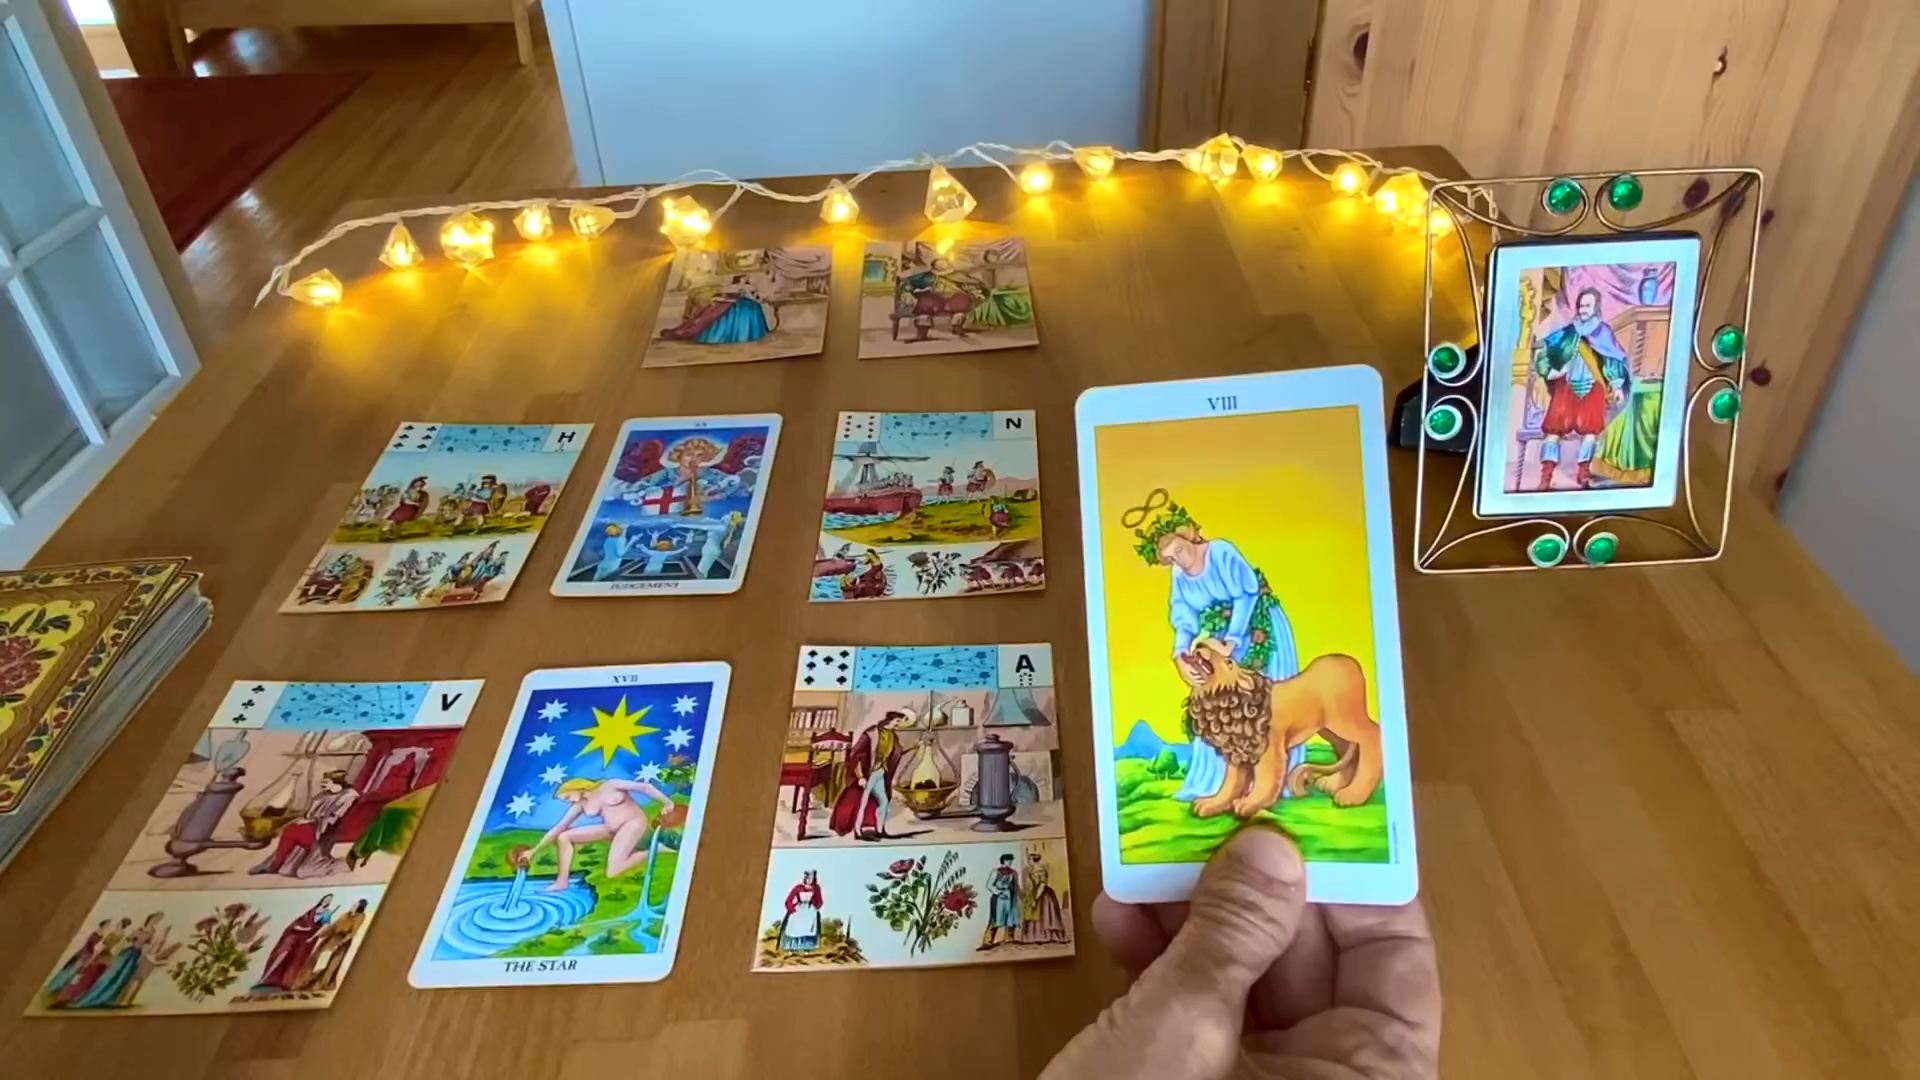 VIII
H
XX
N
JUDGEMENT
XVII
V
A
THE STAR